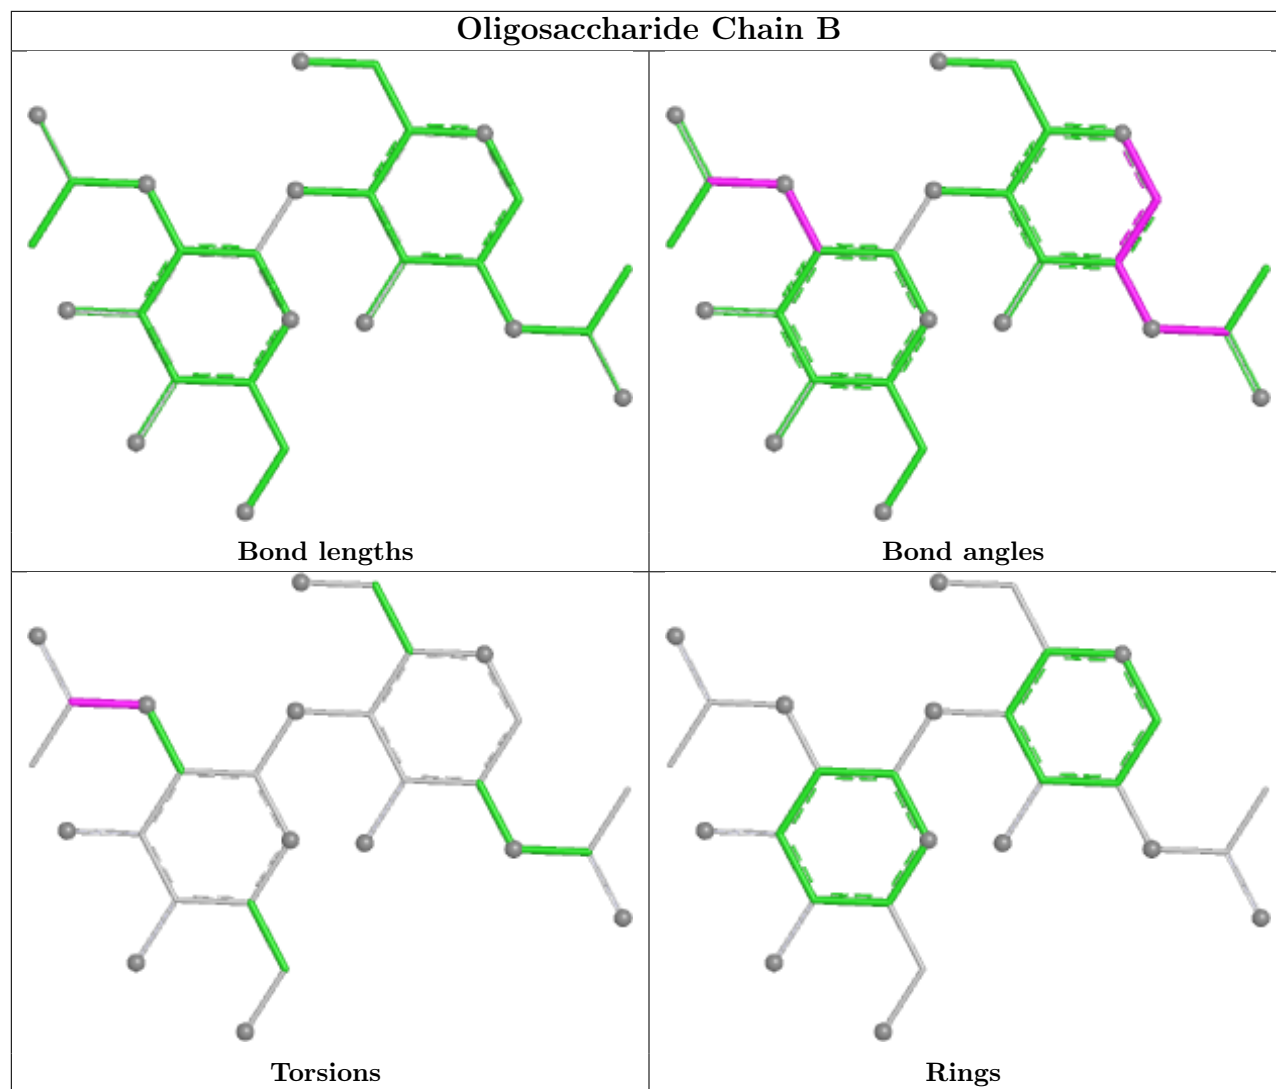 Oligosaccharide Chain B
Bond lengths
Bond angles
Torsions
Rings